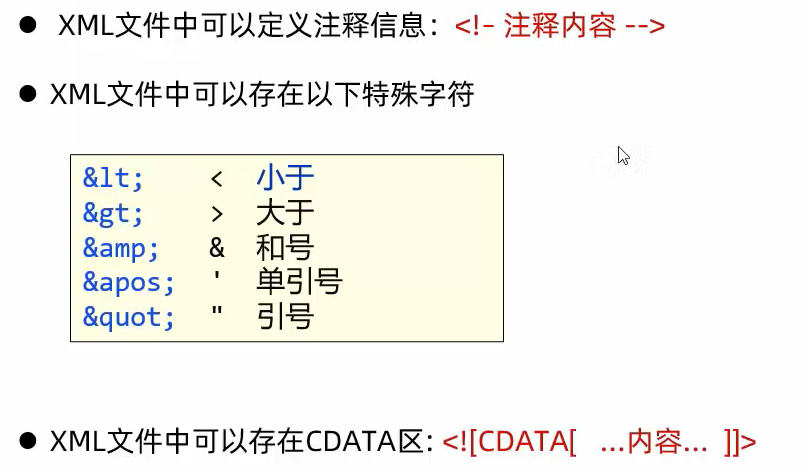 ● XML文件中可以定义注释信息：<!– 注释内容 -->
● XML文件中可以存在以下特殊字符
&lt; < 小于
&gt; > 大于
&amp; & 和号
&apos; ' 单引号
&quot; " 引号
● XML文件中可以存在CDATA区: <![CDATA[ …内容… ]]>